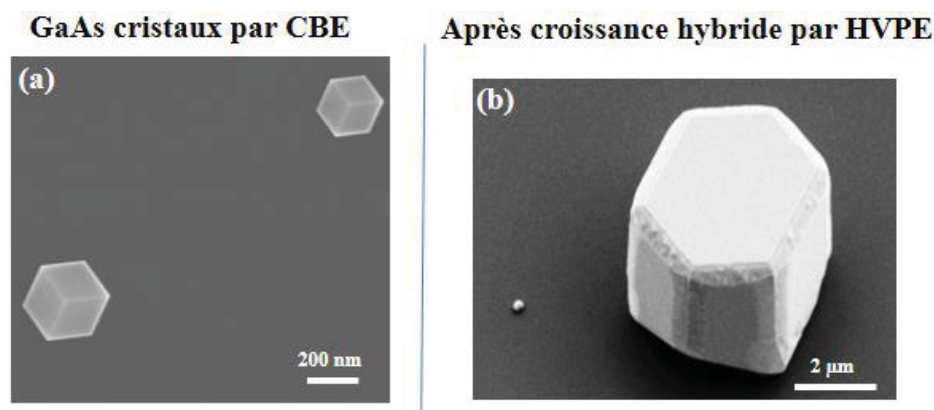 GaAs cristaux par CBE
Après croissance hybride par HVPE
(a)
200 nm
(b)
2 μm